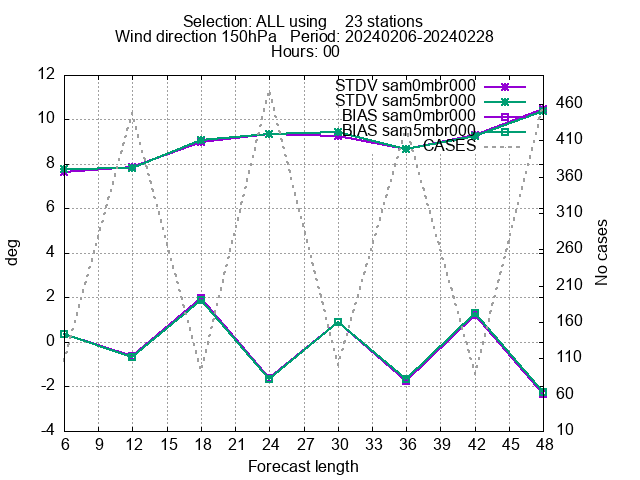 Selection: ALL using    23 stations
Wind direction 150hPa   Period: 20240206-20240228
Hours: 00
STDV sam0mbr000
STDV sam5mbr000
BIAS sam0mbr000
BIAS sam5mbr000
CASES
deg
12
10
8
6
4
2
0
-2
-4
460
410
360
310
260
210
160
110
60
10
No cases
6 9 12 15 18 21 24 27 30 33 36 39 42 45 48
Forecast length